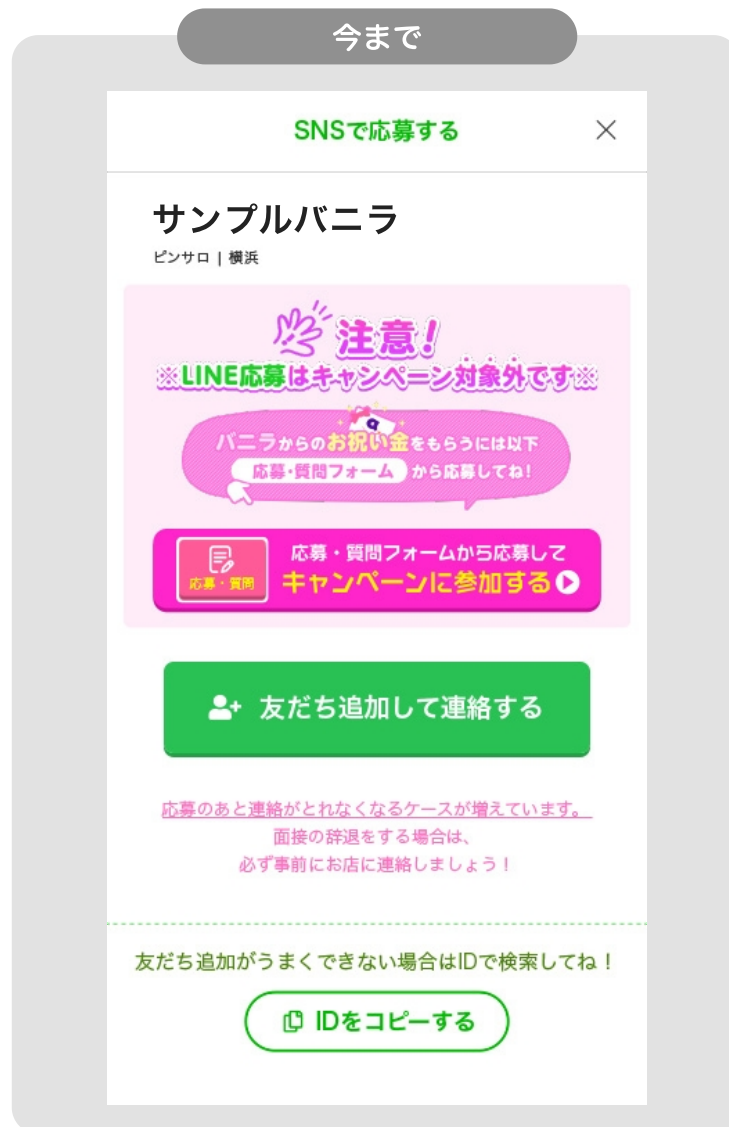 今まで
SNSで応募する
サンプルバニラ
ピンサロ | 横浜
注意!
※LINE応募はキャンペーン対象外です※
バニラからのお祝い金をもらうには以下
応募・質問フォーム から応募してね!
応募・質問フォームから応募して
応募・質問
キャンペーンに参加する
友だち追加して連絡する
応募のあと連絡がとれなくなるケースが増えています。
面接の辞退をする場合は、
必ず事前にお店に連絡しましょう！
友だち追加がうまくできない場合はIDで検索してね！
IDをコピーする